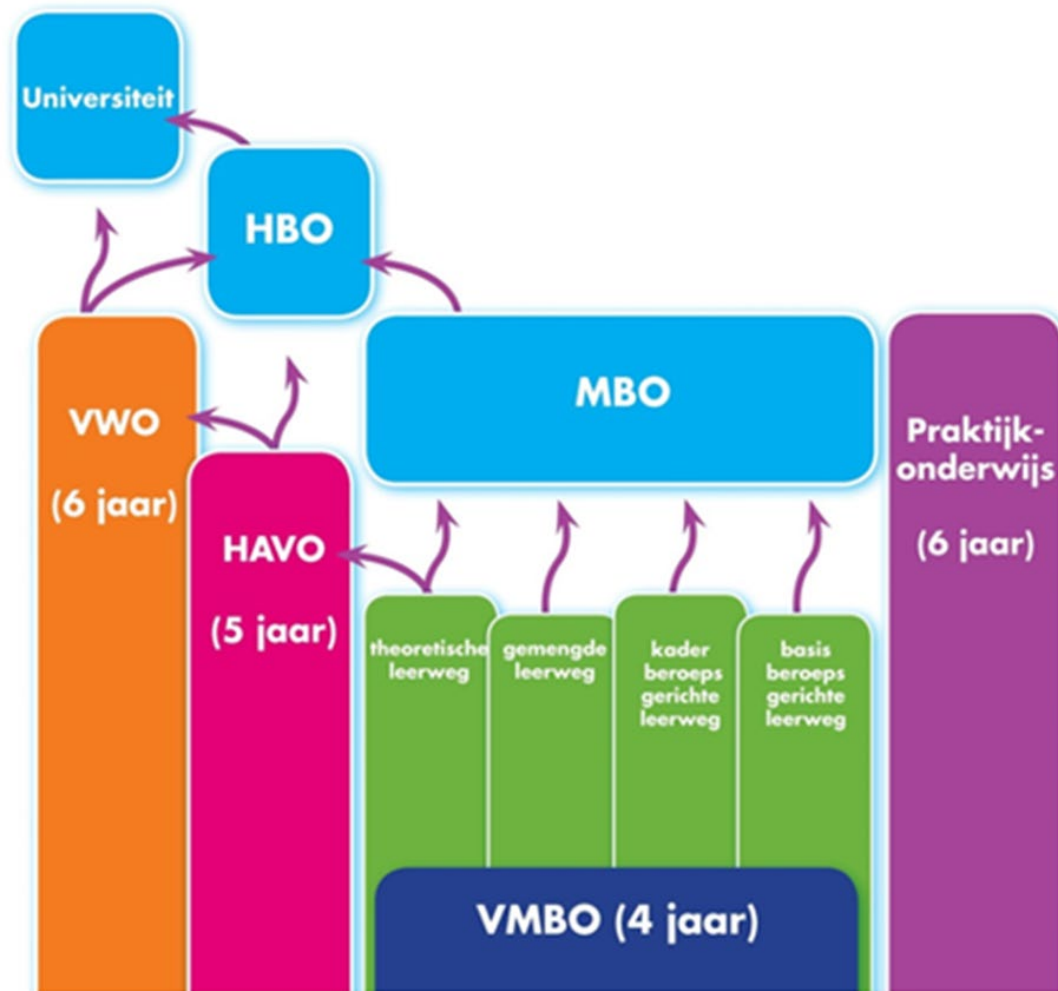 Universiteit
HBO
MBO
VWO
(6 jaar)
HAVO
(5 jaar)
theoretische
leerweg
gemengde
leerweg
kader
beroeps
gerichte
leerweg
basis
beroeps
gerichte
leerweg
VMBO (4 jaar)
Praktijk-
onderwijs
(6 jaar)